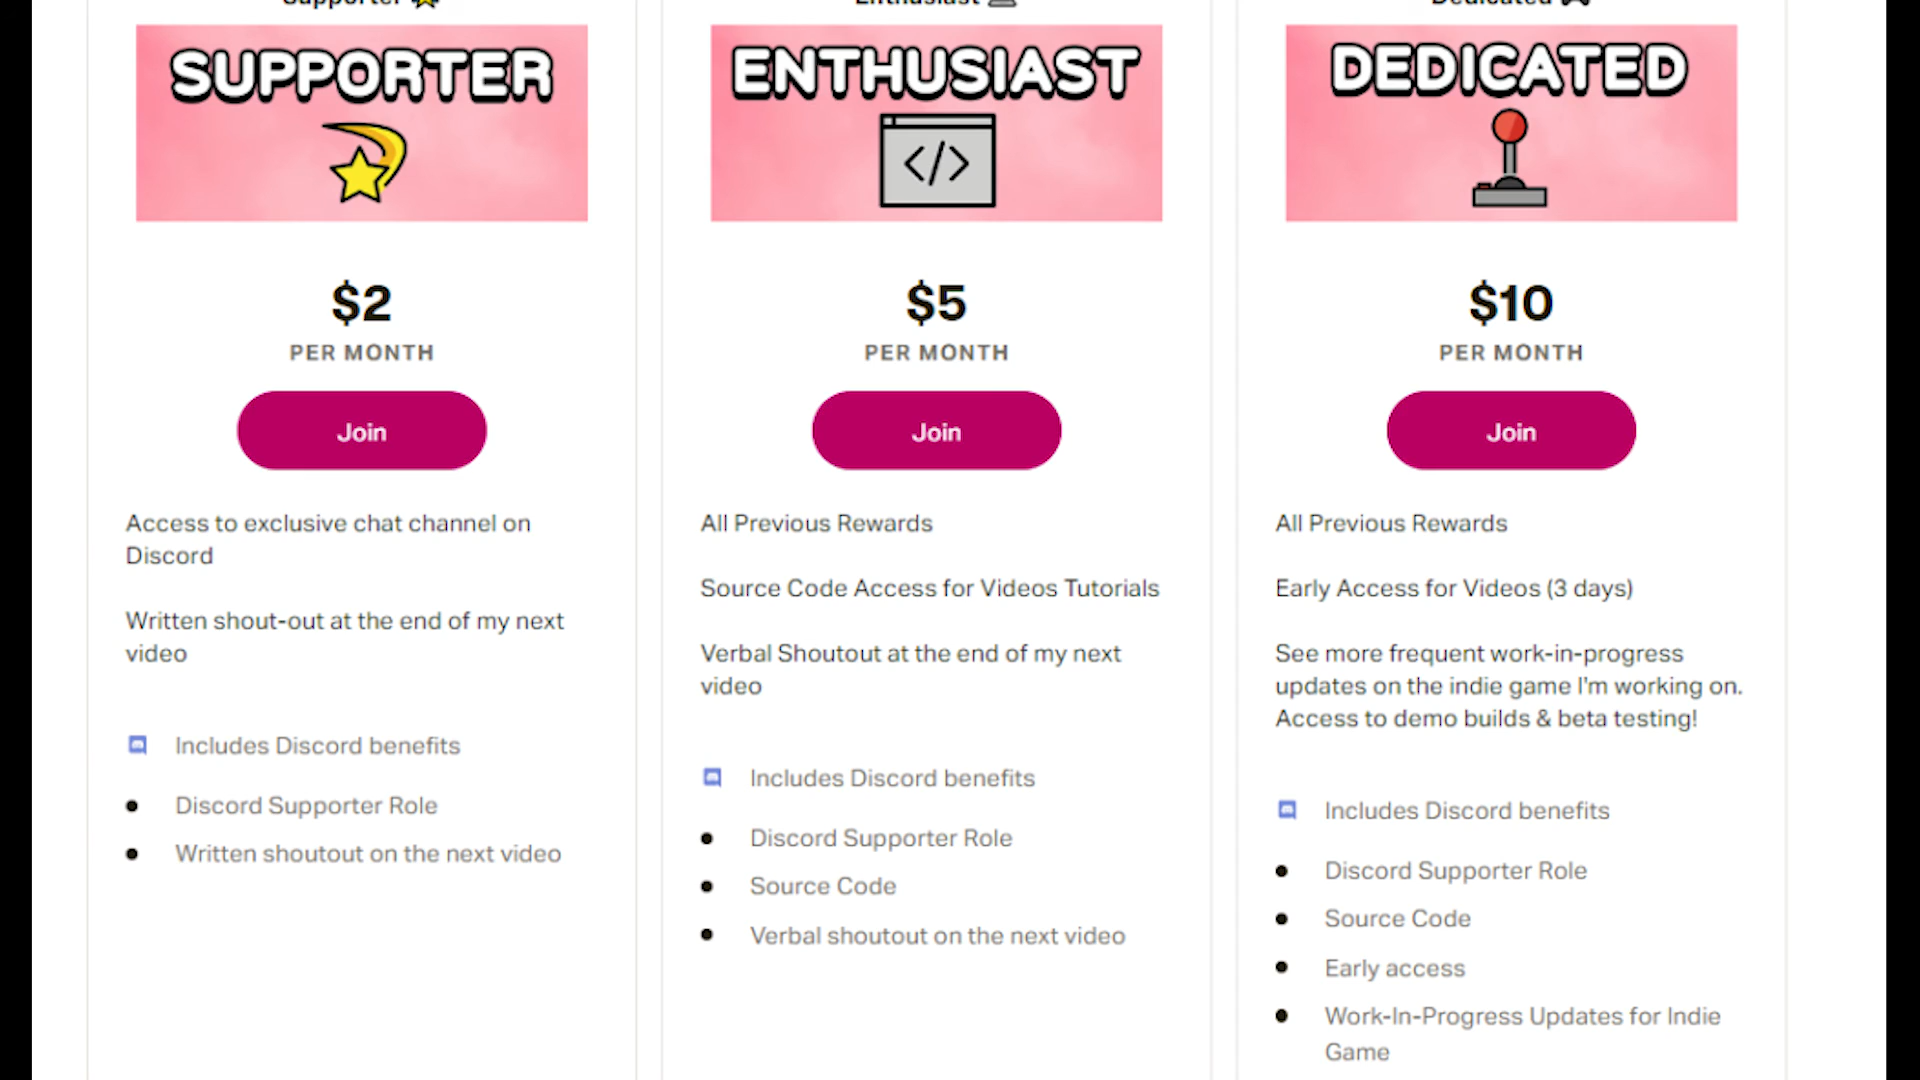 Supporter
SUPPORTER
$2
PER MONTH
Join
Access to exclusive chat channel on
Discord
Written shout-out at the end of my next
video
Includes Discord benefits
Discord Supporter Role
Written shoutout on the next video
Enthusiast
ENTHUSIAST
</>
$5
PER MONTH
Join
All Previous Rewards
Source Code Access for Videos Tutorials
Verbal Shoutout at the end of my next
video
Includes Discord benefits
Discord Supporter Role
Source Code
Verbal shoutout on the next video
Dedicated
DEDICATED
$10
PER MONTH
Join
All Previous Rewards
Early Access for Videos (3 days)
See more frequent work-in-progress
updates on the indie game I'm working on.
Access to demo builds & beta testing!
Includes Discord benefits
Discord Supporter Role
Source Code
Early access
Work-In-Progress Updates for Indie
Game